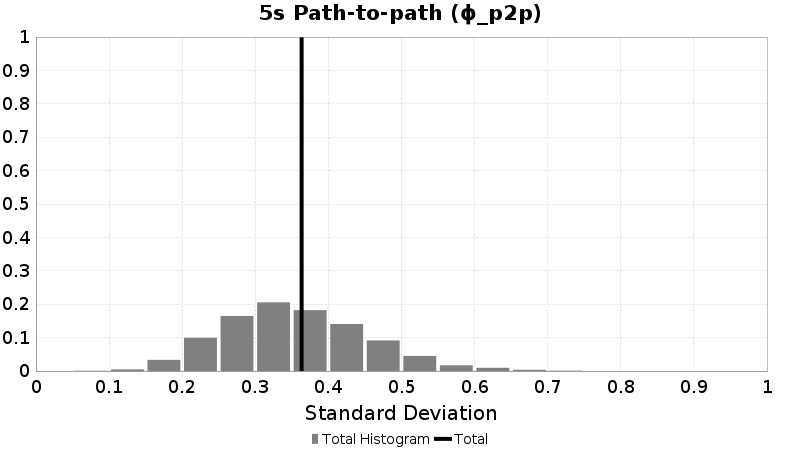 5s Path-to-path (ϕ_p2p)
1
0.9
0.8
0.7
0.6
0.5
0.4
0.3
0.2
0.1
0
0 0.1 0.2 0.3 0.4 0.5 0.6 0.7 0.8 0.9 1
Standard Deviation
Total Histogram Total